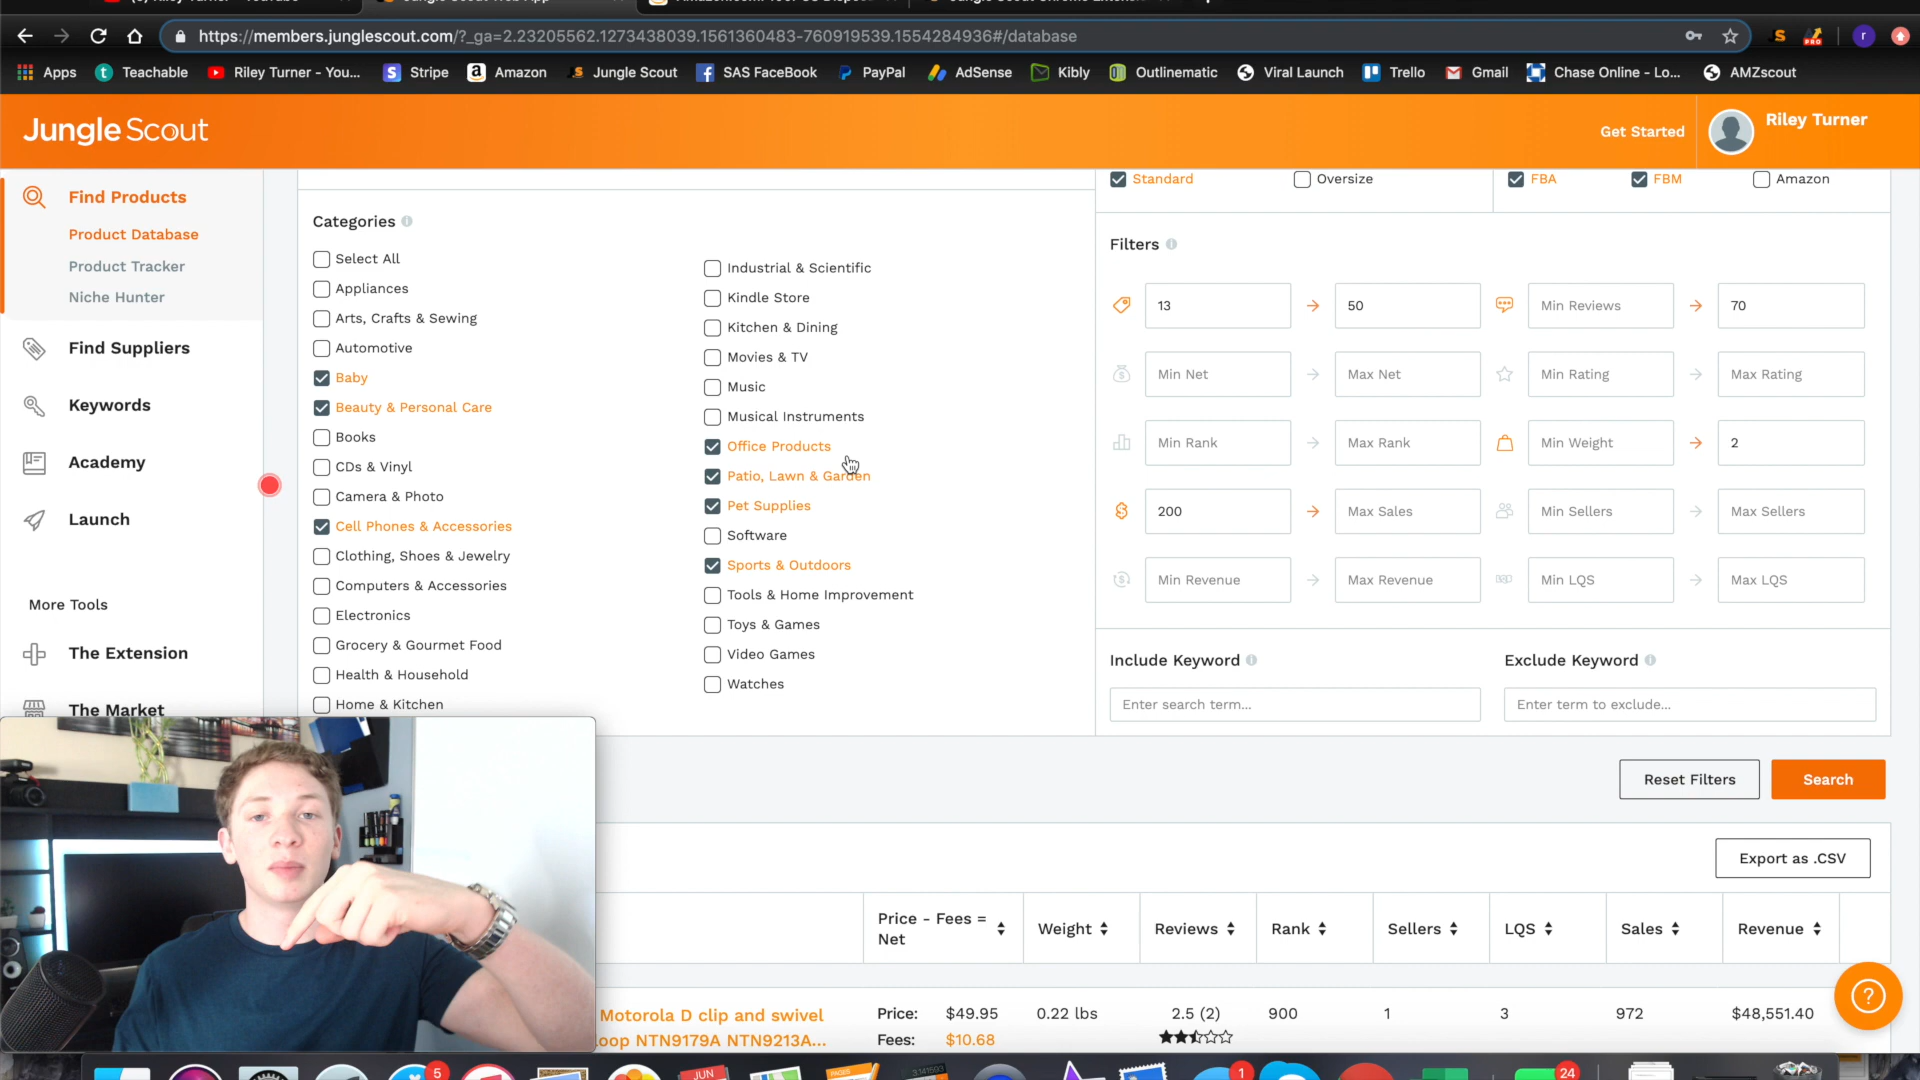 https://members.junglescout.com/?_ga=2.23205562.1273438039.1561360483-760919539.1554284936#/database
Apps Teachable Riley Turner - You... Stripe Amazon Jungle Scout SAS FaceBook PayPal AdSense Kibly Outlinematic Viral Launch Trello Gmail Chase Online - Lo... AMZscout
Jungle Scout
Get Started
Riley Turner
Find Products
Product Database
Product Tracker
Niche Hunter
Find Suppliers
Keywords
Academy
Launch
More Tools
The Extension
The Market
Categories
Select All
Appliances
Arts, Crafts & Sewing
Automotive
Baby
Beauty & Personal Care
Books
CDs & Vinyl
Camera & Photo
Cell Phones & Accessories
Clothing, Shoes & Jewelry
Computers & Accessories
Electronics
Grocery & Gourmet Food
Health & Household
Home & Kitchen
Industrial & Scientific
Kindle Store
Kitchen & Dining
Movies & TV
Music
Musical Instruments
Office Products
Patio, Lawn & Garden
Pet Supplies
Software
Sports & Outdoors
Tools & Home Improvement
Toys & Games
Video Games
Watches
Standard Oversize FBA FBM Amazon
Filters
13 50 Min Reviews 70
Min Net Max Net Min Rating Max Rating
Min Rank Max Rank Min Weight 2
200 Max Sales Min Sellers Max Sellers
Min Revenue Max Revenue Min LQS Max LQS
Include Keyword Exclude Keyword
Enter search term... Enter term to exclude...
Reset Filters Search
Export as .CSV
Price - Fees = Net Weight Reviews Rank Sellers LQS Sales Revenue
Motorola D clip and swivel Price: $49.95 0.22 lbs 2.5 (2) 900 1 3 972 $48,551.40
oop NTN9179A NTN9213A... Fees: $10.68
5 JUN PAGES 3.141593 1 24